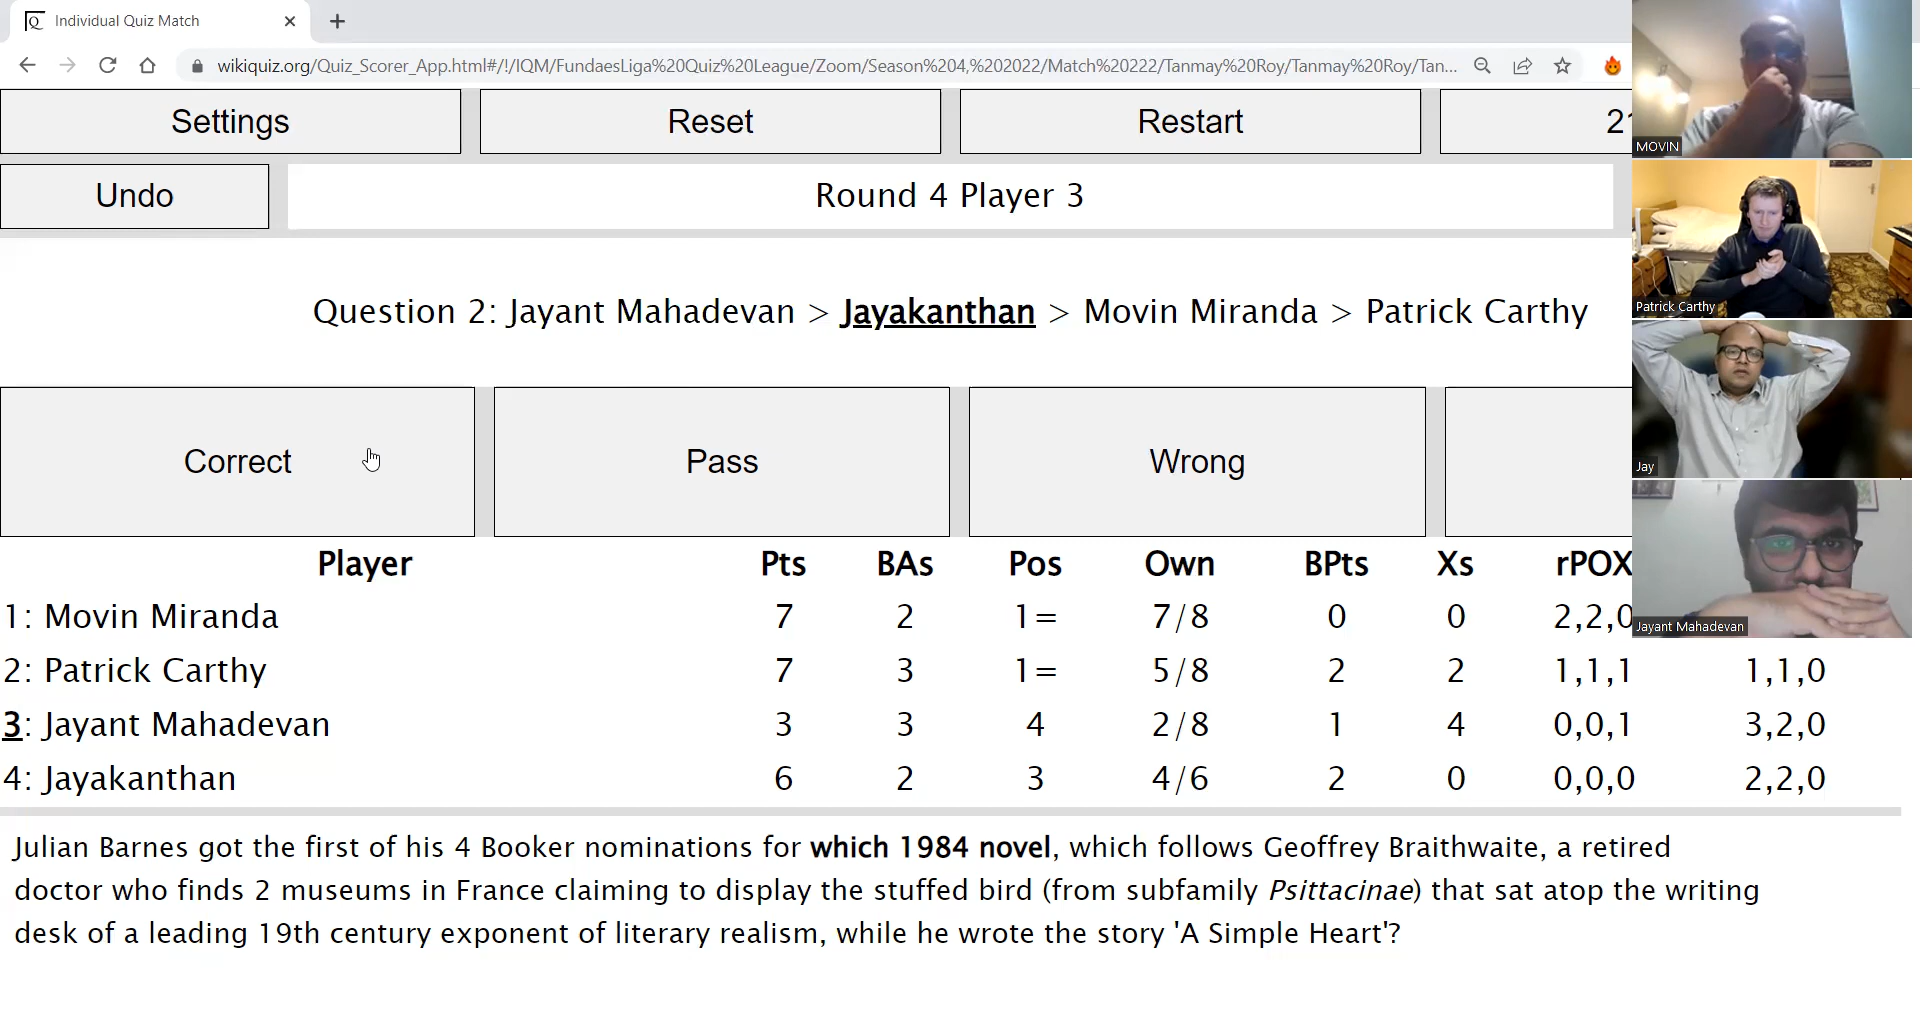 Individual Quiz Match
wikiquiz.org/Quiz_Scorer_App.html#/!/IQM/FundaesLiga%20Quiz%20League/Zoom/Season%204,%202022/Match%20222/Tanmay%20Roy/Tanmay%20Roy/Tan...
Settings Reset Restart
Undo Round 4 Player 3
Question 2: Jayant Mahadevan > Jayakanthan > Movin Miranda > Patrick Carthy
Correct Pass Wrong
Player Pts BAs Pos Own BPts Xs rPOX
1: Movin Miranda 7 2 1= 7/8 0 0 2,2,0
2: Patrick Carthy 7 3 1= 5/8 2 2 1,1,1 1,1,0
3: Jayant Mahadevan 3 3 4 2/8 1 4 0,0,1 3,2,0
4: Jayakanthan 6 2 3 4/6 2 0 0,0,0 2,2,0
Julian Barnes got the first of his 4 Booker nominations for which 1984 novel, which follows Geoffrey Braithwaite, a retired
doctor who finds 2 museums in France claiming to display the stuffed bird (from subfamily Psittacinae) that sat atop the writing
desk of a leading 19th century exponent of literary realism, while he wrote the story 'A Simple Heart'?
MOVIN
Patrick Carthy
Jay
Jayant Mahadevan